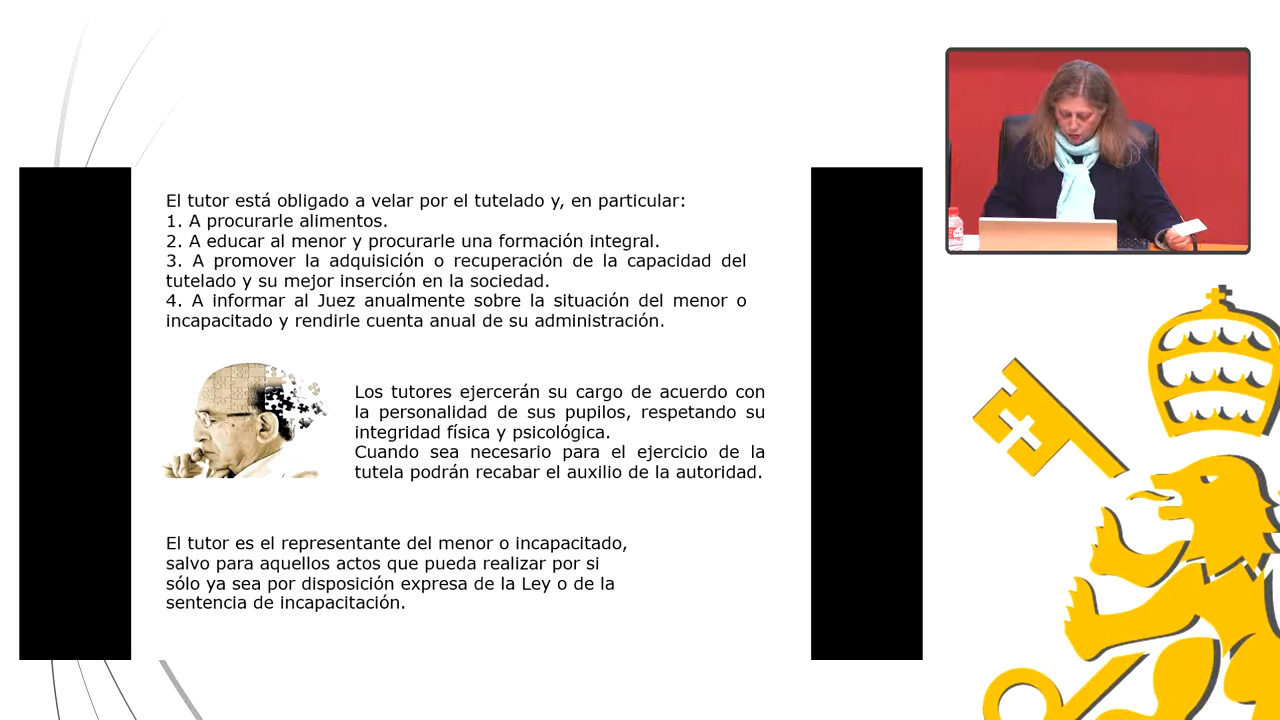 El tutor está obligado a velar por el tutelado y, en particular:
1. A procurarle alimentos.
2. A educar al menor y procurarle una formación integral.
3. A promover la adquisición o recuperación de la capacidad del
tutelado y su mejor inserción en la sociedad.
4. A informar al Juez anualmente sobre la situación del menor o
incapacitado y rendirle cuenta anual de su administración.
Los tutores ejercerán su cargo de acuerdo con
la personalidad de sus pupilos, respetando su
integridad física y psicológica.
Cuando sea necesario para el ejercicio de la
tutela podrán recabar el auxilio de la autoridad.
El tutor es el representante del menor o incapacitado,
salvo para aquellos actos que pueda realizar por si
sólo ya sea por disposición expresa de la Ley o de la
sentencia de incapacitación.